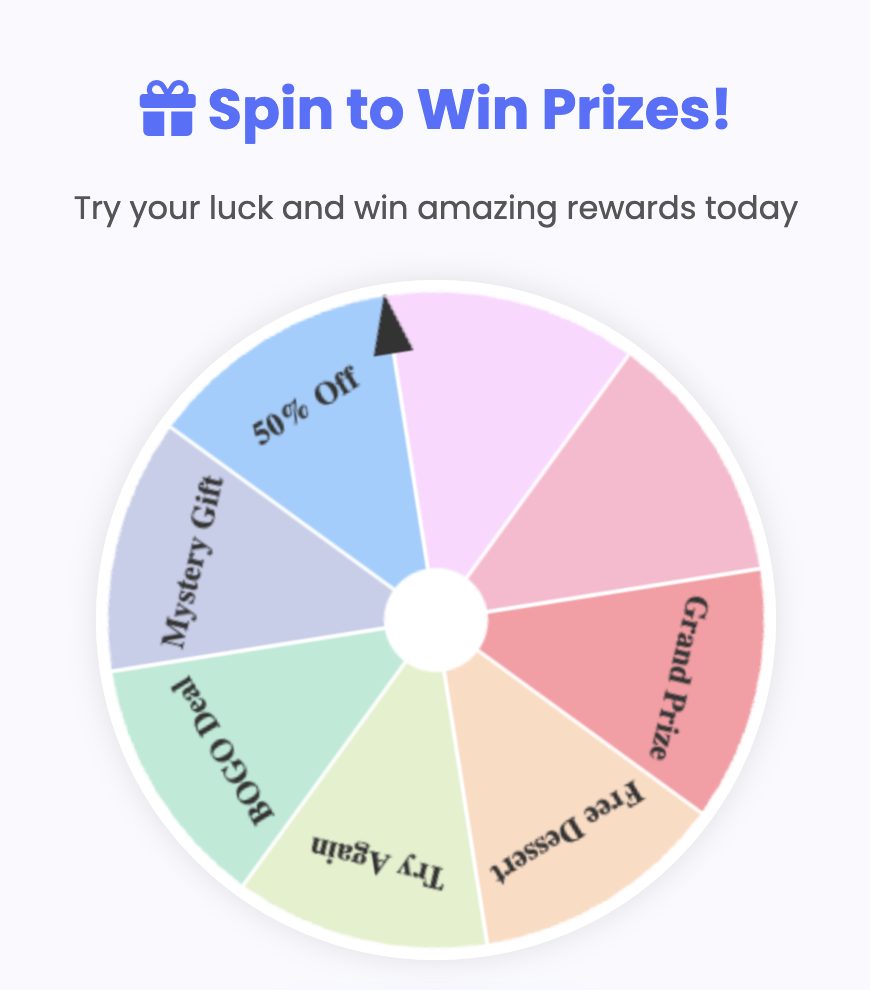 Spin to Win Prizes!
Try your luck and win amazing rewards today
50% Off
Mystery Gift
Grand Prize
BOGO Deal
Free Dessert
Try Again